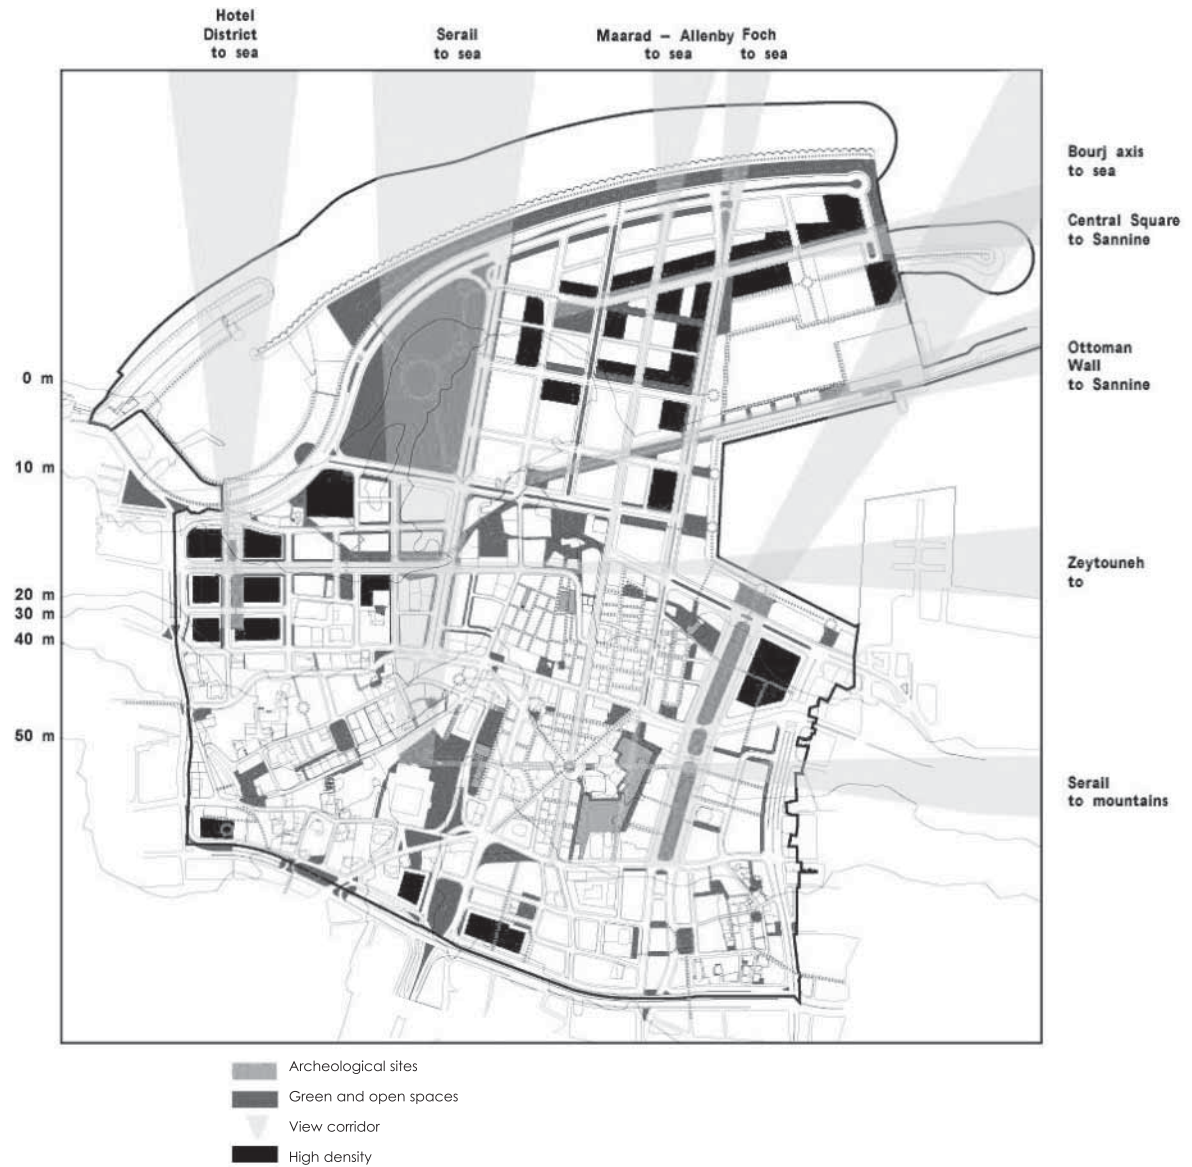 Hotel
District
to sea
Serail
to sea
Maarad – Allenby
to sea
Foch
to sea
Bourj axis
to sea
Central Square
to Sannine
Ottoman
Wall
to Sannine
Zeytouneh
to
Serail
to mountains
0 m
10 m
20 m
30 m
40 m
50 m
Archeological sites
Green and open spaces
View corridor
High density